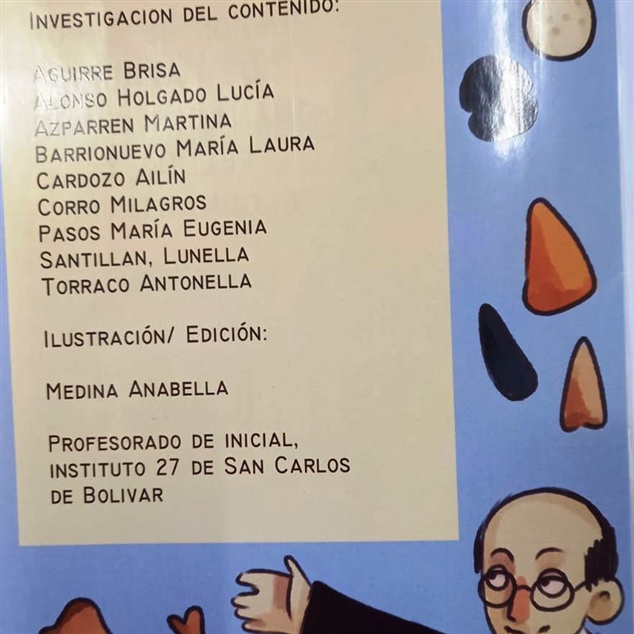 INVESTIGACION DEL CONTENIDO:
AGUIRRE BRISA
ALONSO HOLGADO LUCÍA
AZPARREN MARTINA
BARRIONUEVO MARÍA LAURA
CARDOZO AILÍN
CORRO MILAGROS
PASOS MARÍA EUGENIA
SANTILLAN, LUNELLA
TORRACO ANTONELLA
ILUSTRACIÓN/ EDICIÓN:
MEDINA ANABELLA
PROFESORADO DE INICIAL,
INSTITUTO 27 DE SAN CARLOS
DE BOLIVAR